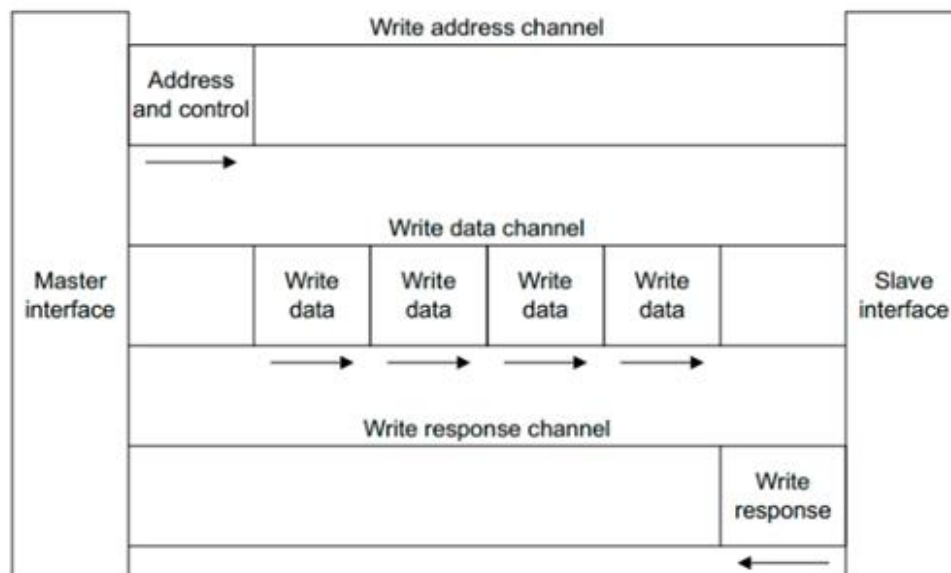 Write address channel
Address
and control
Write data channel
Master
interface
Write
data
Write
data
Write
data
Write
data
Slave
interface
Write response channel
Write
response